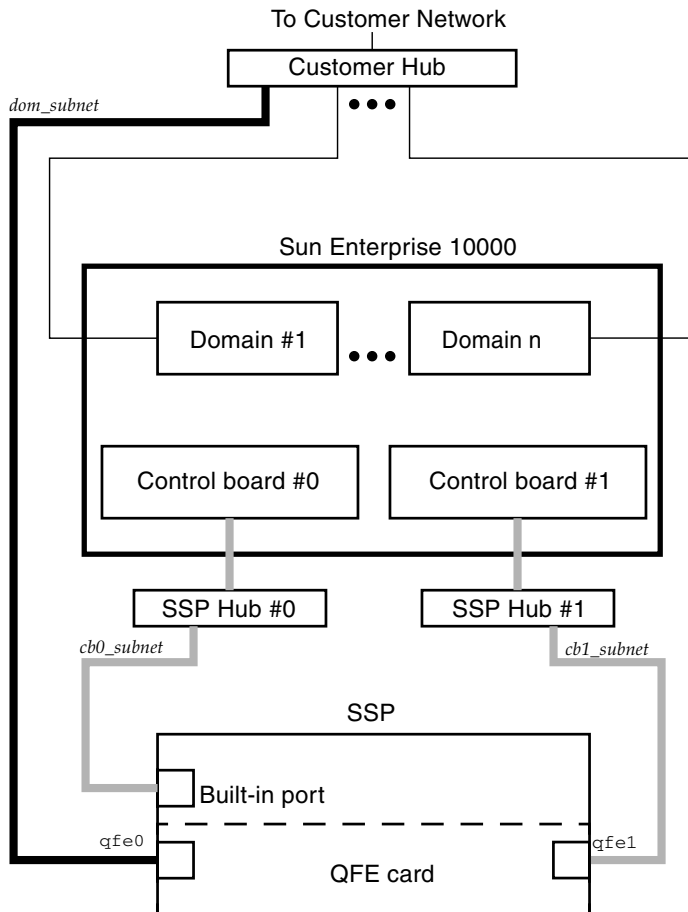 To Customer Network
Customer Hub
dom_subnet
Sun Enterprise 10000
Domain #1
Domain n
Control board #0
Control board #1
SSP Hub #0
SSP Hub #1
cb0_subnet
cb1_subnet
SSP
Built-in port
qfe0
qfe1
QFE card